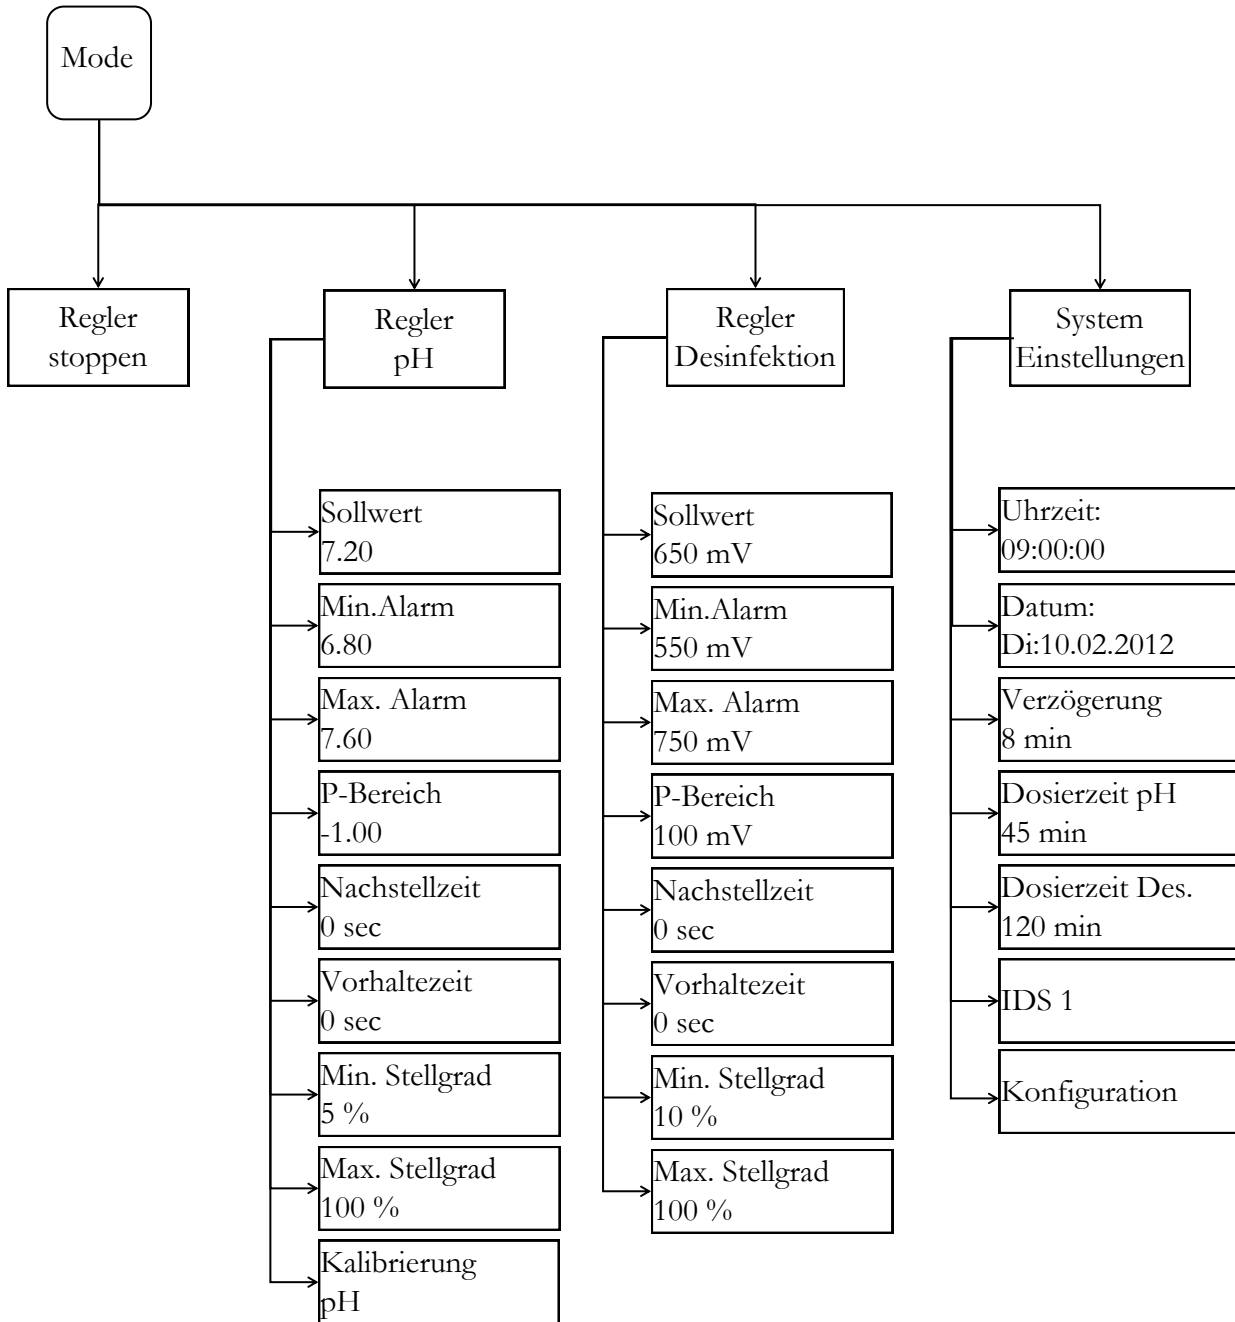 Mode
Regler
stoppen
Regler
pH
Regler
Desinfektion
System
Einstellungen
Sollwert
7.20
Min.Alarm
6.80
Max. Alarm
7.60
P-Bereich
-1.00
Nachstellzeit
0 sec
Vorhaltezeit
0 sec
Min. Stellgrad
5 %
Max. Stellgrad
100 %
Kalibrierung
pH
Sollwert
650 mV
Min.Alarm
550 mV
Max. Alarm
750 mV
P-Bereich
100 mV
Nachstellzeit
0 sec
Vorhaltezeit
0 sec
Min. Stellgrad
10 %
Max. Stellgrad
100 %
Uhrzeit:
09:00:00
Datum:
Di:10.02.2012
Verzögerung
8 min
Dosierzeit pH
45 min
Dosierzeit Des.
120 min
IDS 1
Konfiguration